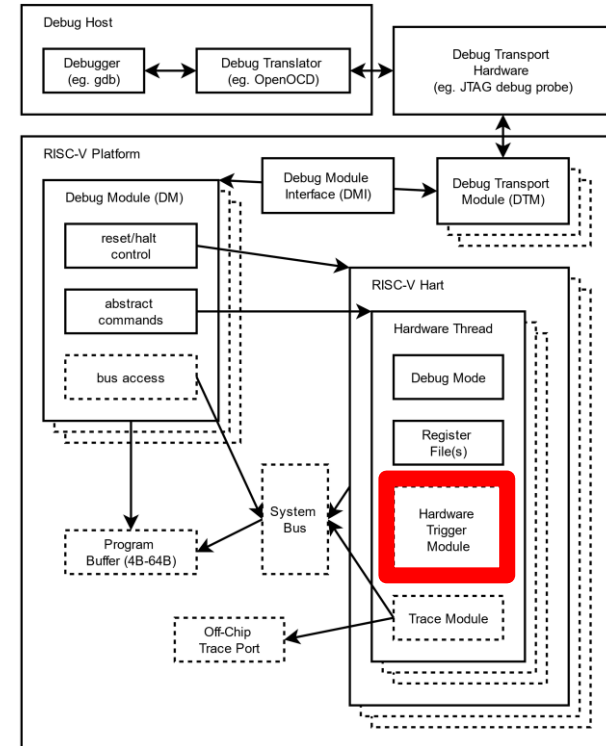 Debug Host
Debugger
(eg. gdb)
Debug Translator
(eg. OpenOCD)
Debug Transport
Hardware
(eg. JTAG debug probe)
RISC-V Platform
Debug Module (DM)
Debug Module
Interface (DMI)
Debug Transport
Module (DTM)
reset/halt
control
abstract
commands
bus access
RISC-V Hart
Hardware Thread
Debug Mode
Register
File(s)
Hardware
Trigger
Module
System
Bus
Program
Buffer (4B-64B)
Trace Module
Off-Chip
Trace Port